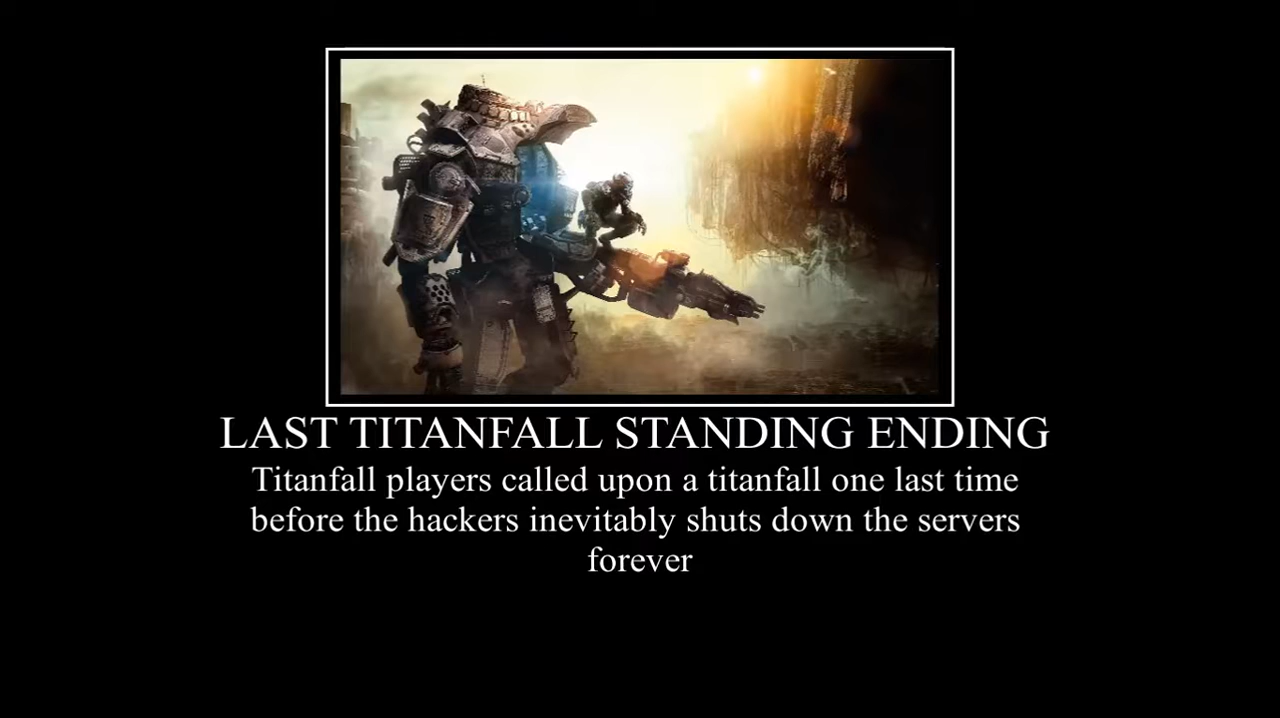 LAST TITANFALL STANDING ENDING
Titanfall players called upon a titanfall one last time
before the hackers inevitably shuts down the servers
forever